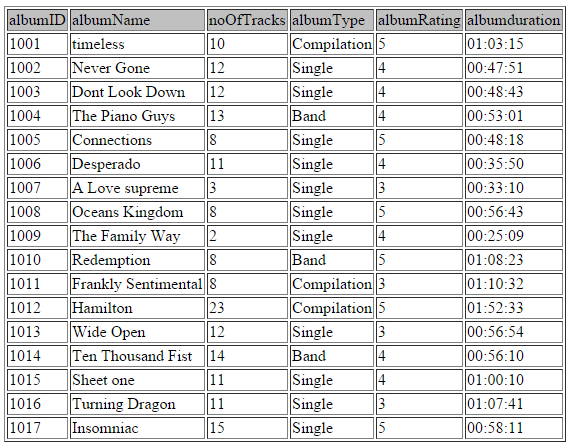 albumID albumName noOfTracks albumType albumRating albumduration
1001 timeless 10 Compilation 5 01:03:15
1002 Never Gone 12 Single 4 00:47:51
1003 Dont Look Down 12 Single 4 00:48:43
1004 The Piano Guys 13 Band 4 00:53:01
1005 Connections 8 Single 5 00:48:18
1006 Desperado 11 Single 4 00:35:50
1007 A Love supreme 3 Single 3 00:33:10
1008 Oceans Kingdom 8 Single 5 00:56:43
1009 The Family Way 2 Single 4 00:25:09
1010 Redemption 8 Band 5 01:08:23
1011 Frankly Sentimental 8 Compilation 3 01:10:32
1012 Hamilton 23 Compilation 5 01:52:33
1013 Wide Open 12 Single 3 00:56:54
1014 Ten Thousand Fist 14 Band 4 00:56:10
1015 Sheet one 11 Single 4 01:00:10
1016 Turning Dragon 11 Single 3 01:07:41
1017 Insomniac 15 Single 5 00:58:11